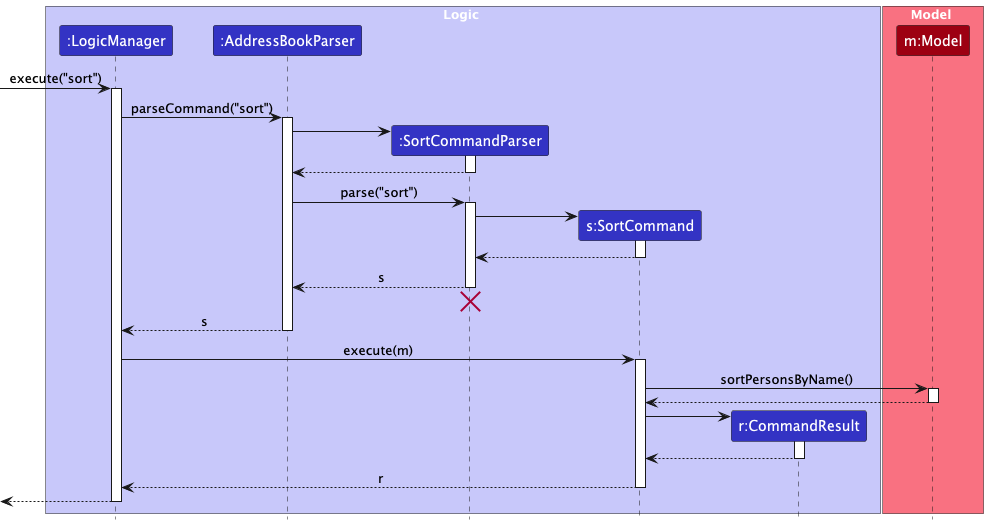 Logic
Model
:LogicManager
:AddressBookParser
m:Model
execute("sort")
parseCommand("sort")
:SortCommandParser
parse("sort")
s:SortCommand
s
s
execute(m)
sortPersonsByName()
r:CommandResult
r